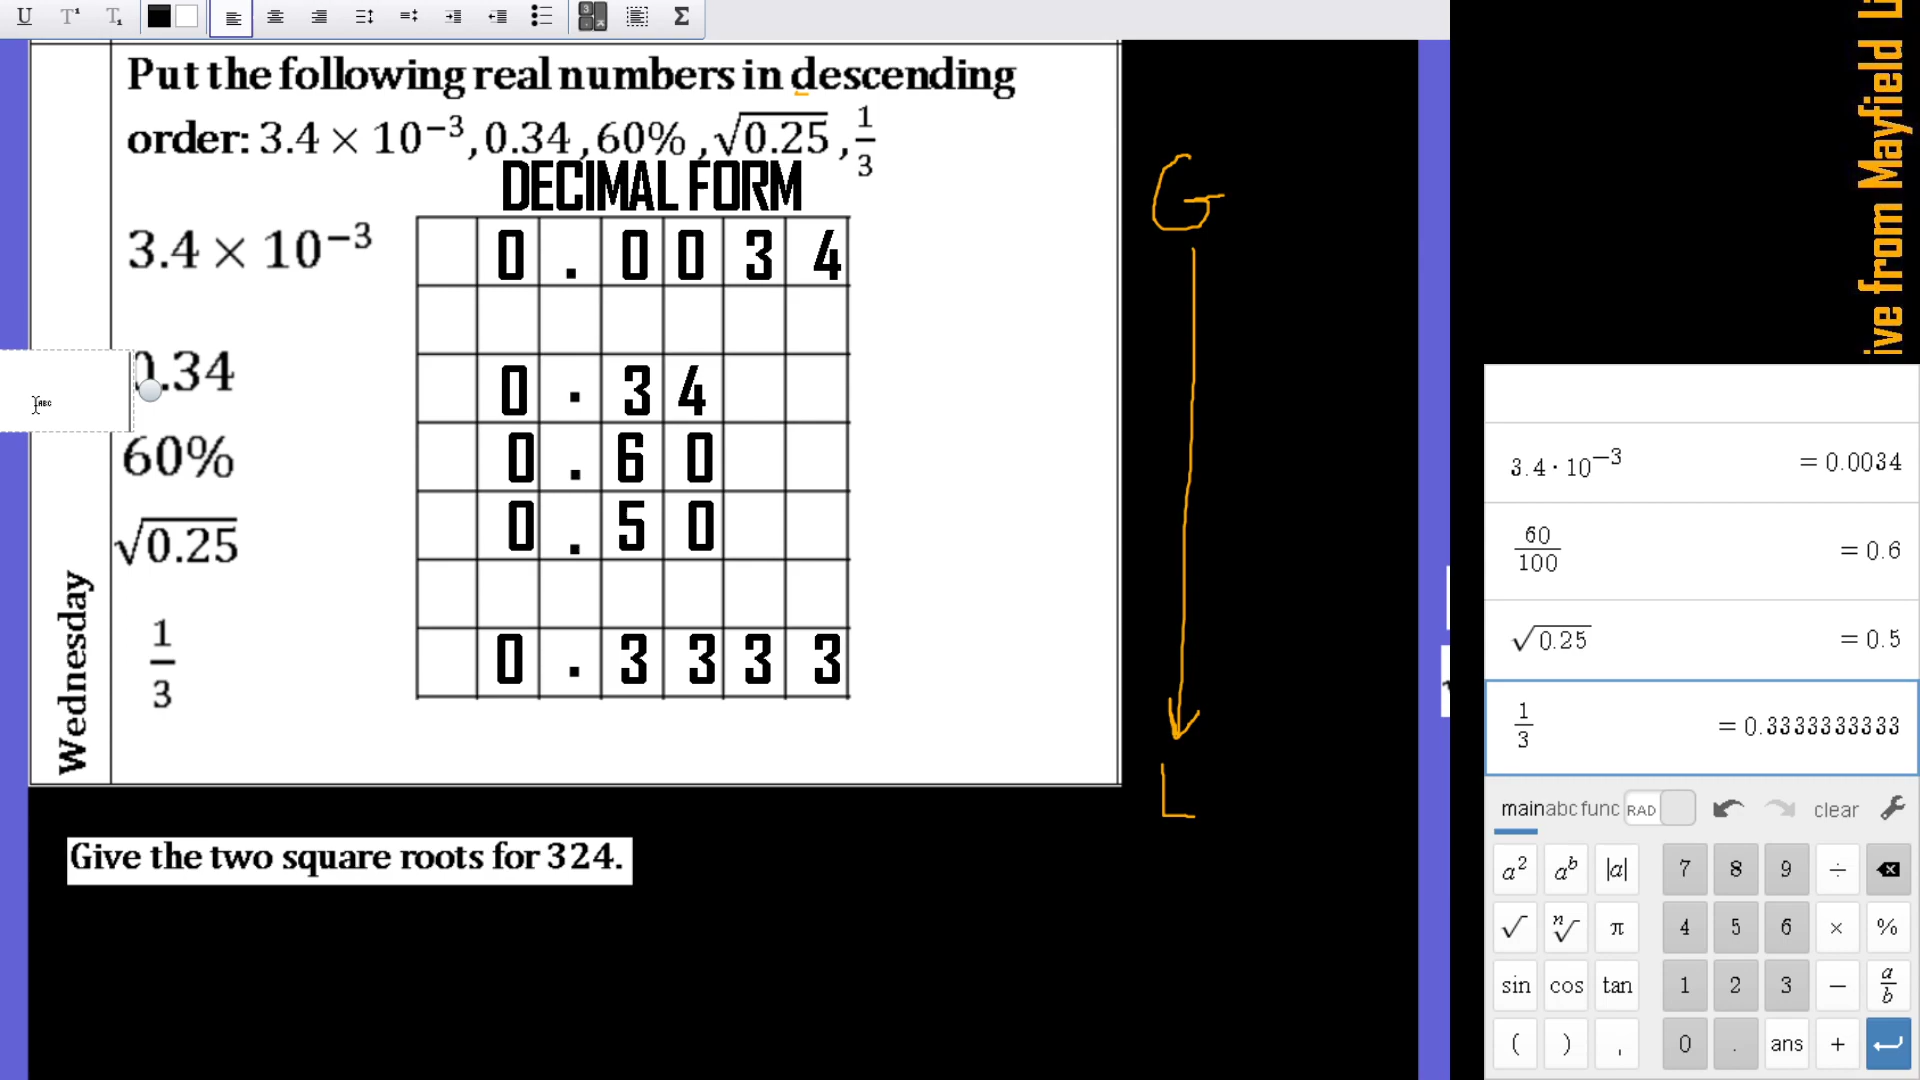 Put the following real numbers in descending
order: 3.4 × 10⁻³, 0.34, 60%, √0.25, 1/3
DECIMAL FORM
3.4 × 10⁻³ 0 . 0 0 3 4
0.34 0 . 3 4
60% 0 . 6 0
√0.25 0 . 5 0
1/3 0 . 3 3 3 3
Wednesday
Give the two square roots for 324.
G
L
ive from Mayfield
3.4 · 10⁻³ = 0.0034
60/100 = 0.6
√0.25 = 0.5
1/3 = 0.3333333333
main abc func RAD clear
a² aᵇ |a| 7 8 9 ÷
√ ⁿ√ π 4 5 6 × %
sin cos tan 1 2 3 − a/b
( ) , 0 . ans +